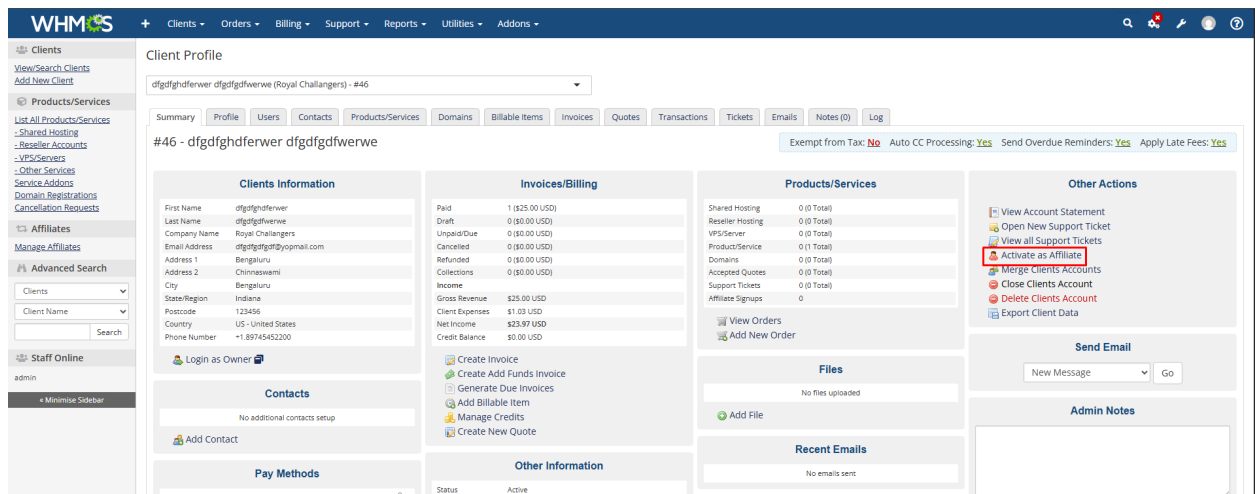 WHMCS
+ Clients Orders Billing Support Reports Utilities Addons
Clients
View/Search Clients
Add New Client
Products/Services
List All Products/Services
- Shared Hosting
- Reseller Accounts
- VPS/Servers
- Other Services
Service Addons
Domain Registrations
Cancellation Requests
Affiliates
Manage Affiliates
Advanced Search
Clients
Client Name
Search
Staff Online
admin
« Minimise Sidebar
Client Profile
dfgdfghdferwer dfgdfgdfwerwe (Royal Challangers) - #46
Summary Profile Users Contacts Products/Services Domains Billable Items Invoices Quotes Transactions Tickets Emails Notes (0) Log
#46 - dfgdfghdferwer dfgdfgdfwerwe
Exempt from Tax: No Auto CC Processing: Yes Send Overdue Reminders: Yes Apply Late Fees: Yes
Clients Information
First Name dfgdfghdferwer
Last Name dfgdfgdfwerwe
Company Name Royal Challangers
Email Address dfgdfgdfgdf@yopmail.com
Address 1 Bengaluru
Address 2 Chinnaswami
City Bengaluru
State/Region Indiana
Postcode 123456
Country US - United States
Phone Number +1.89745452200
Login as Owner
Contacts
No additional contacts setup
Add Contact
Pay Methods
Invoices/Billing
Paid 1 ($25.00 USD)
Draft 0 ($0.00 USD)
Unpaid/Due 0 ($0.00 USD)
Cancelled 0 ($0.00 USD)
Refunded 0 ($0.00 USD)
Collections 0 ($0.00 USD)
Income
Gross Revenue $25.00 USD
Client Expenses $1.03 USD
Net Income $23.97 USD
Credit Balance $0.00 USD
Create Invoice
Create Add Funds Invoice
Generate Due Invoices
Add Billable Item
Manage Credits
Create New Quote
Other Information
Status Active
Products/Services
Shared Hosting 0 (0 Total)
Reseller Hosting 0 (0 Total)
VPS/Server 0 (0 Total)
Product/Service 0 (1 Total)
Domains 0 (0 Total)
Accepted Quotes 0 (0 Total)
Support Tickets 0 (0 Total)
Affiliate Signups 0
View Orders
Add New Order
Files
No files uploaded
Add File
Recent Emails
No emails sent
Other Actions
View Account Statement
Open New Support Ticket
View all Support Tickets
Activate as Affiliate
Merge Clients Accounts
Close Clients Account
Delete Clients Account
Export Client Data
Send Email
New Message Go
Admin Notes